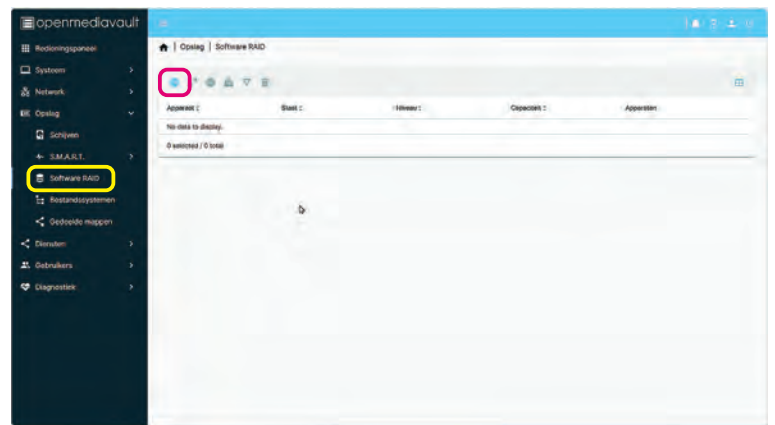 openmediavault
Bedieningspaneel
Opslag | Software RAID
Systeem
Network
Opslag
Schijven
S.M.A.R.T.
Software RAID
Bestandssystemen
Gedeelde mappen
Diensten
Gebruikers
Diagnostiek
Apparaat Staat Niveau Capaciteit Apparaten
No data to display.
0 selected / 0 total